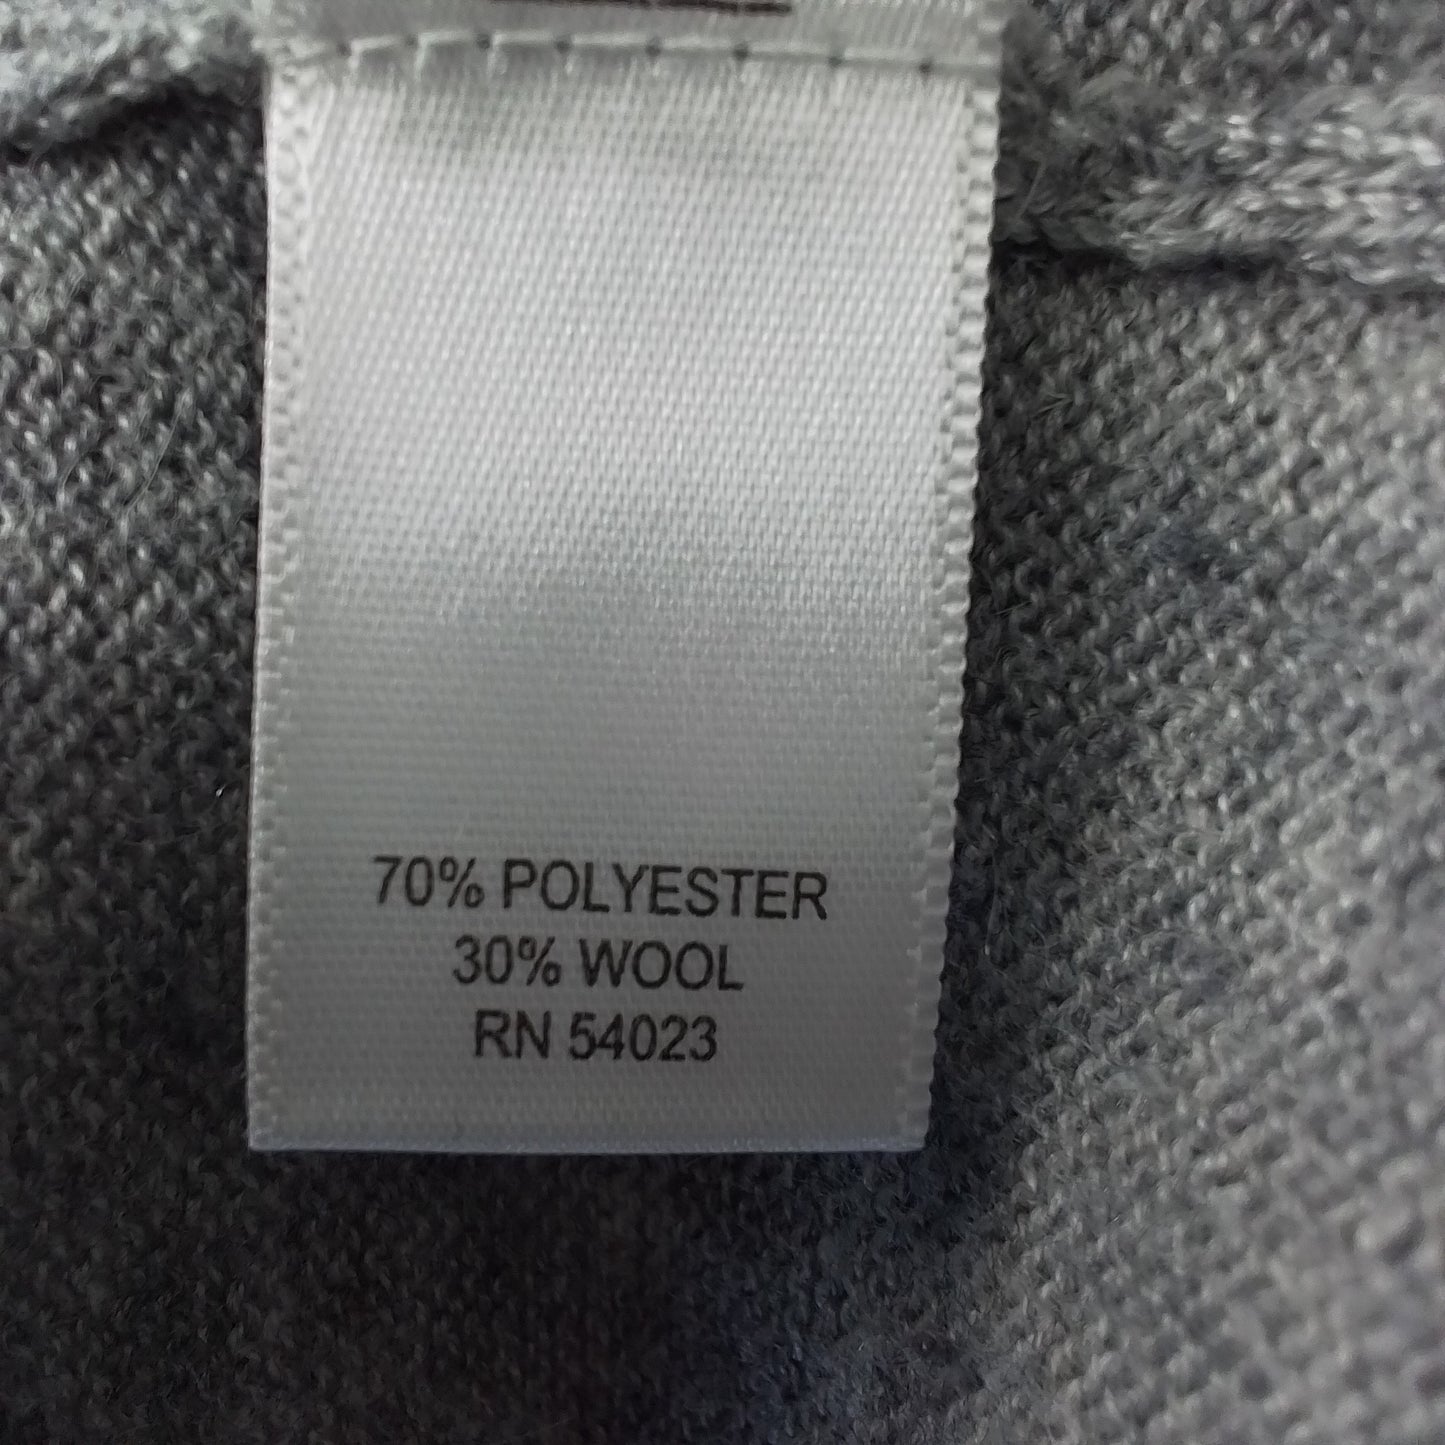 70% POLYESTER
30% WOOL
RN 54023